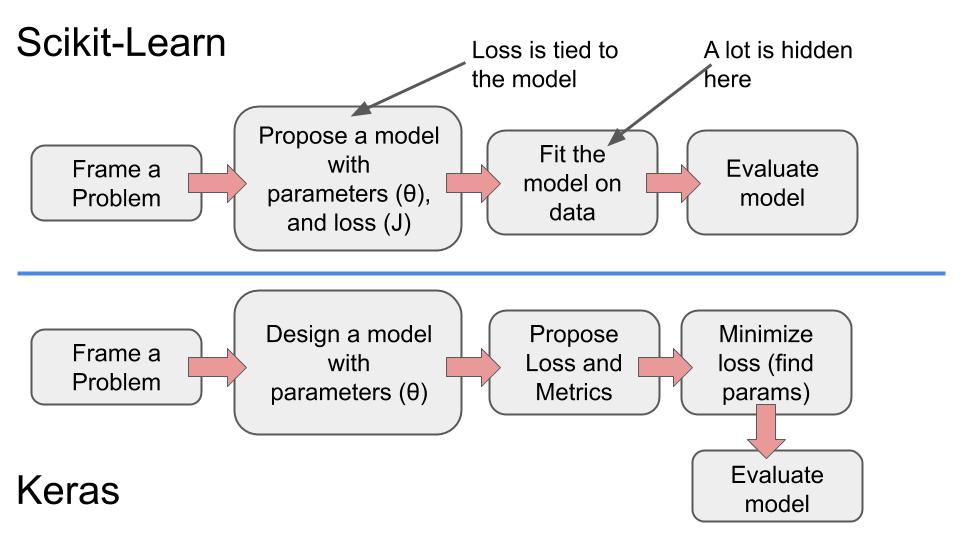 Scikit-Learn
Loss is tied to
the model
A lot is hidden
here
Frame a
Problem
Propose a model
with
parameters (θ),
and loss (J)
Fit the
model on
data
Evaluate
model
Frame a
Problem
Design a model
with
parameters (θ)
Propose
Loss and
Metrics
Minimize
loss (find
params)
Evaluate
model
Keras